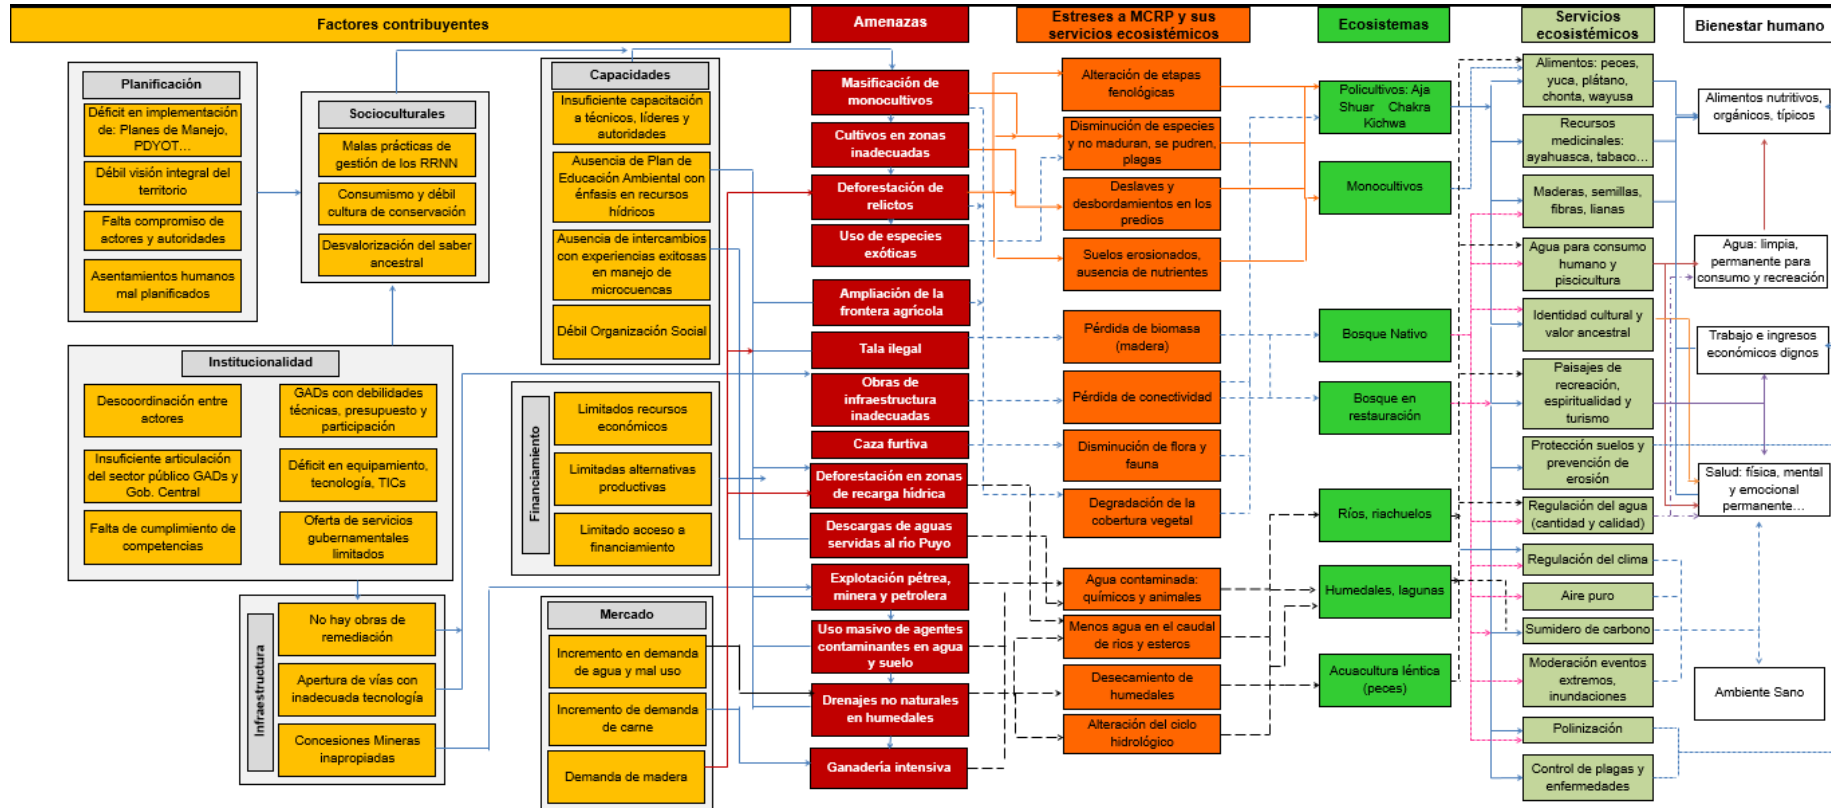 Factores contribuyentes
Amenazas
Estreses a MCRP y sus
servicios ecosistémicos
Ecosistemas
Servicios
ecosistémicos
Bienestar humano
Planificación
Déficit en implementación
de: Planes de Manejo,
PDYOT…
Débil visión integral del
territorio
Falta compromiso de
actores y autoridades
Asentamientos humanos
mal planificados
Socioculturales
Malas prácticas de
gestión de los RRNN
Consumismo y débil
cultura de conservación
Desvalorización del saber
ancestral
Institucionalidad
Descoordinación entre
actores
Insuficiente articulación
del sector público GADs y
Gob. Central
Falta de cumplimiento de
competencias
GADs con debilidades
técnicas, presupuesto y
participación
Déficit en equipamiento,
tecnología, TICs
Oferta de servicios
gubernamentales
limitados
Infraestructura
No hay obras de
remediación
Apertura de vías con
inadecuada tecnología
Concesiones Mineras
inapropiadas
Capacidades
Insuficiente capacitación
a técnicos, líderes y
autoridades
Ausencia de Plan de
Educación Ambiental con
énfasis en recursos
hídricos
Ausencia de intercambios
con experiencias exitosas
en manejo de
microcuencas
Débil Organización Social
Financiamiento
Limitados recursos
económicos
Limitadas alternativas
productivas
Limitado acceso a
financiamiento
Mercado
Incremento en demanda
de agua y mal uso
Incremento de demanda
de carne
Demanda de madera
Masificación de
monocultivos
Cultivos en zonas
inadecuadas
Deforestación de
relictos
Uso de especies
exóticas
Ampliación de la
frontera agrícola
Tala ilegal
Obras de
infraestructura
inadecuadas
Caza furtiva
Deforestación en zonas
de recarga hídrica
Descargas de aguas
servidas al río Puyo
Explotación pétrea,
minera y petrolera
Uso masivo de agentes
contaminantes en agua
y suelo
Drenajes no naturales
en humedales
Ganadería intensiva
Alteración de etapas
fenológicas
Disminución de especies
y no maduran, se pudren,
plagas
Deslaves y
desbordamientos en los
predios
Suelos erosionados,
ausencia de nutrientes
Pérdida de biomasa
(madera)
Pérdida de conectividad
Disminución de flora y
fauna
Degradación de la
cobertura vegetal
Agua contaminada:
químicos y animales
Menos agua en el caudal
de rios y esteros
Desecamiento de
humedales
Alteración del ciclo
hidrológico
Policultivos: Aja
Shuar Chakra
Kichwa
Monocultivos
Bosque Nativo
Bosque en
restauración
Ríos, riachuelos
Humedales, lagunas
Acuacultura léntica
(peces)
Alimentos: peces,
yuca, plátano,
chonta, wayusa
Recursos
medicinales:
ayahuasca, tabaco…
Maderas, semillas,
fibras, lianas
Agua para consumo
humano y
piscicultura
Identidad cultural y
valor ancestral
Paisajes de
recreación,
espiritualidad y
turismo
Protección suelos y
prevención de
erosión
Regulación del agua
(cantidad y calidad)
Regulación del clima
Aire puro
Sumidero de carbono
Moderación eventos
extremos,
inundaciones
Polinización
Control de plagas y
enfermedades
Alimentos nutritivos,
orgánicos, típicos
Agua: limpia,
permanente para
consumo y recreación
Trabajo e ingresos
económicos dignos
Salud: física, mental
y emocional
permanente…
Ambiente Sano